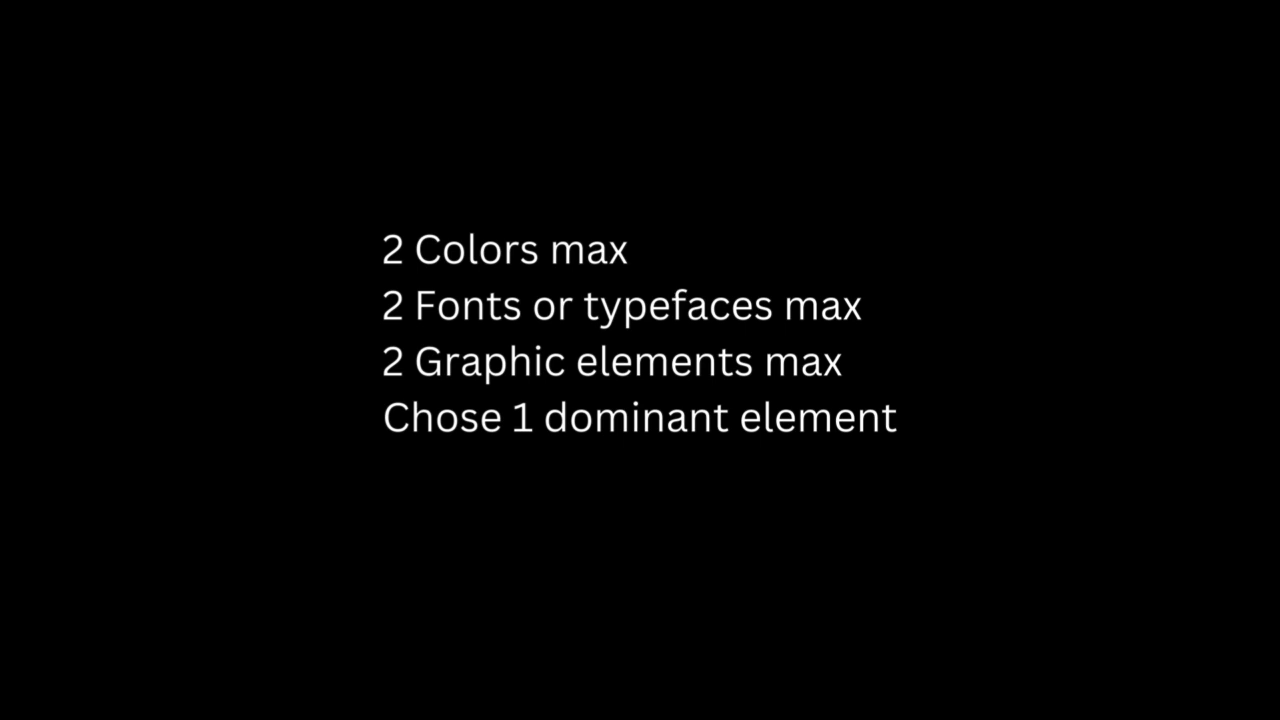 2 Colors max
2 Fonts or typefaces max
2 Graphic elements max
Chose 1 dominant element